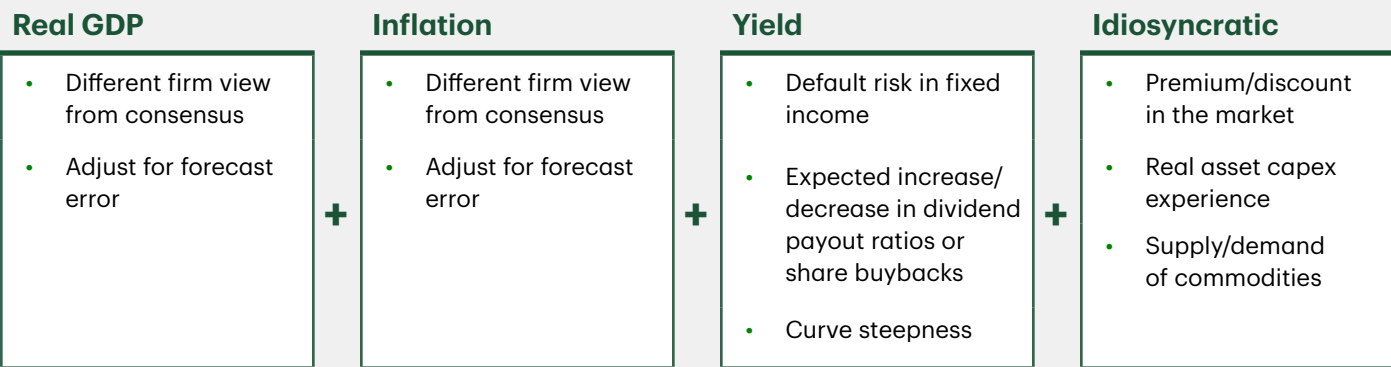 Real GDP
• Different firm view
from consensus
• Adjust for forecast
error
+
Inflation
• Different firm view
from consensus
• Adjust for forecast
error
+
Yield
• Default risk in fixed
income
• Expected increase/
decrease in dividend
payout ratios or
share buybacks
• Curve steepness
+
Idiosyncratic
• Premium/discount
in the market
• Real asset capex
experience
• Supply/demand
of commodities